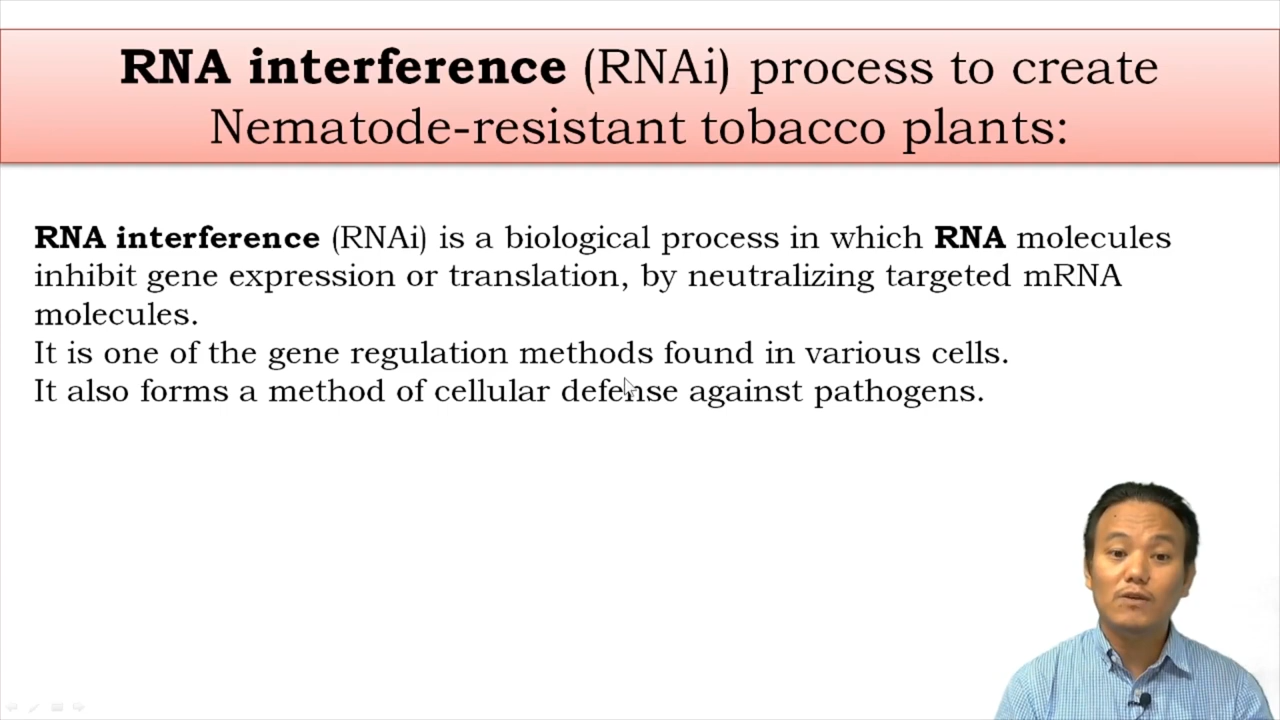 RNA interference (RNAi) process to create
Nematode-resistant tobacco plants:
RNA interference (RNAi) is a biological process in which RNA molecules
inhibit gene expression or translation, by neutralizing targeted mRNA
molecules.
It is one of the gene regulation methods found in various cells.
It also forms a method of cellular defense against pathogens.